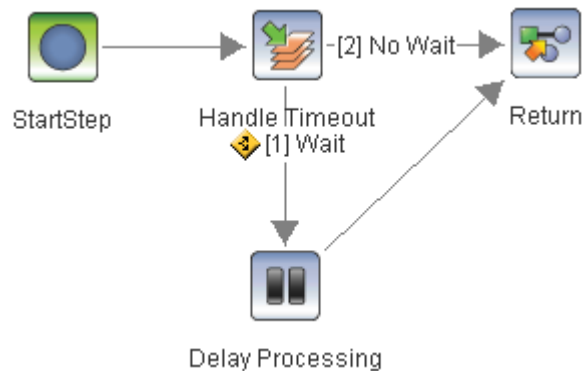 [2] No Wait
StartStep
Handle Timeout
Return
[1] Wait
Delay Processing